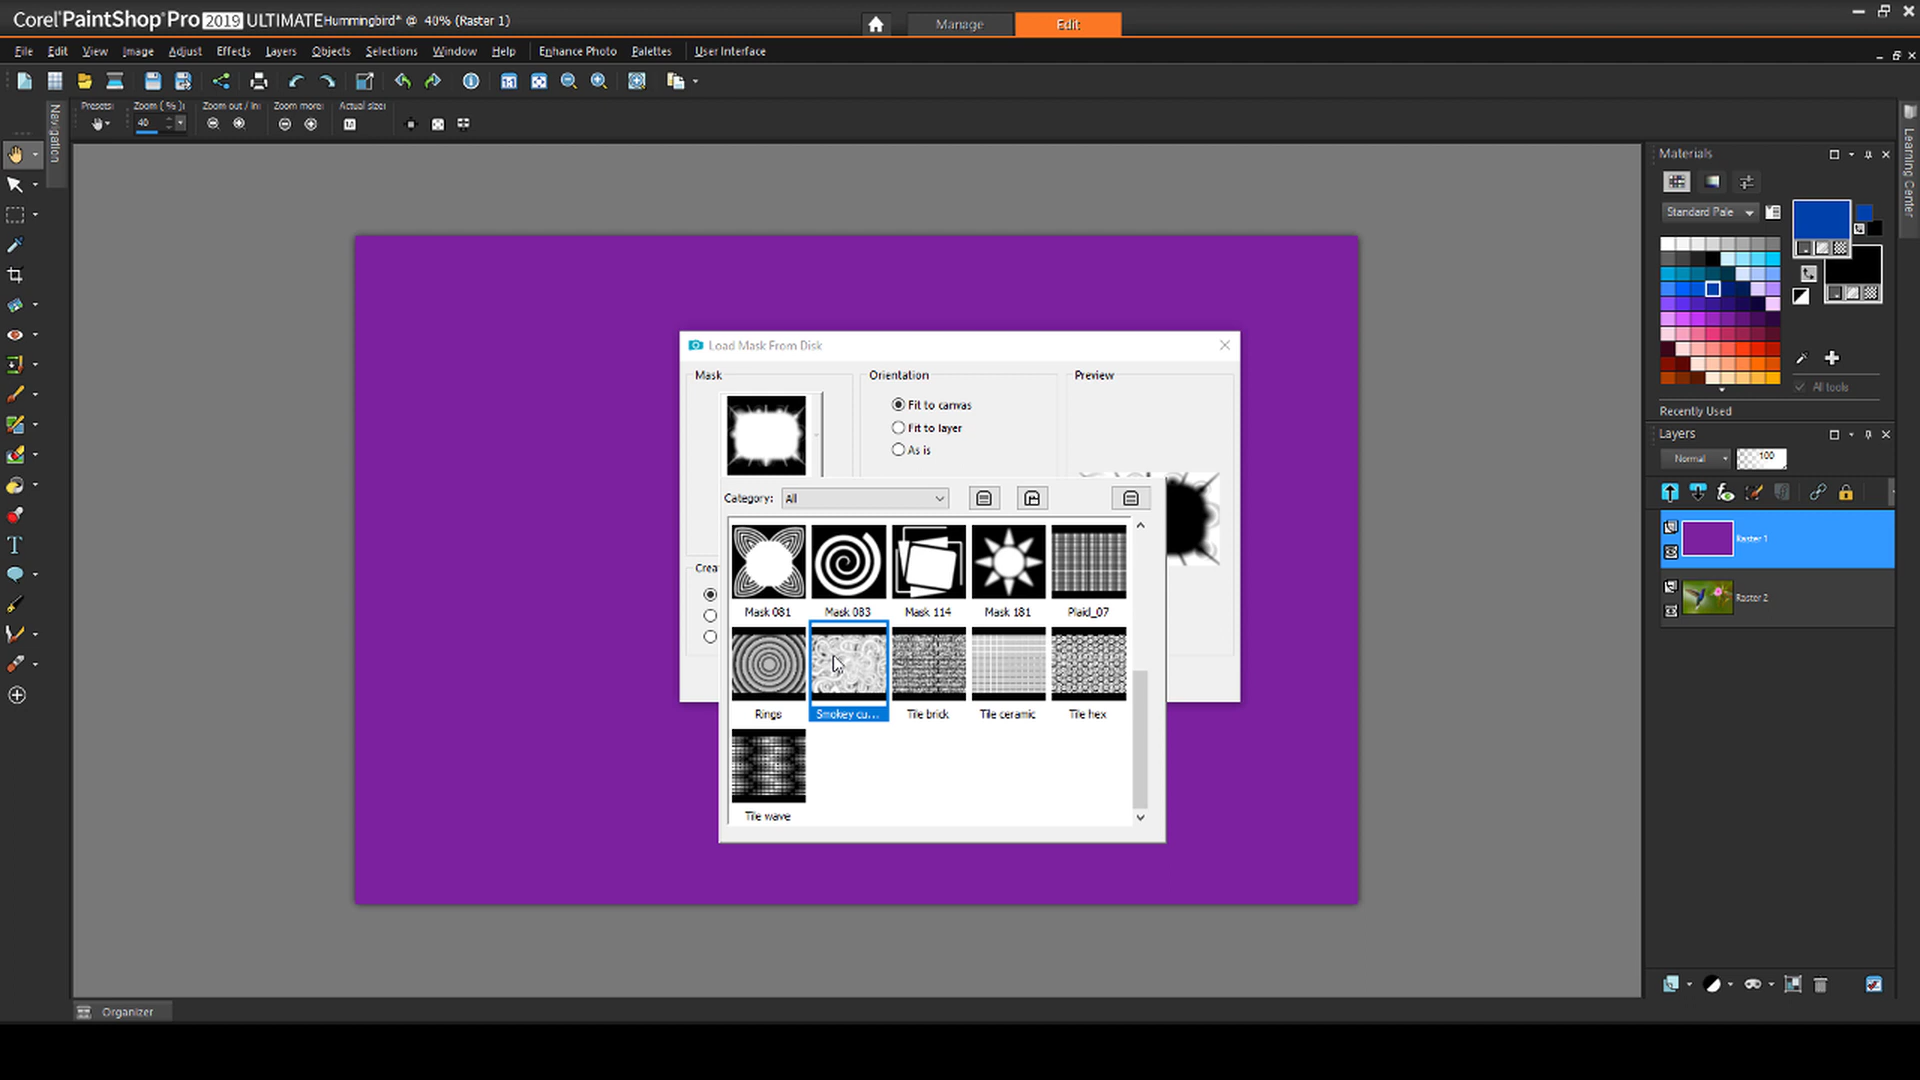 Corel PaintShop Pro 2019 ULTIMATE Hummingbird* @ 40% (Raster 1)
Manage
Edit
File Edit View Image Adjust Effects Layers Objects Selections Window Help Enhance Photo Palettes User Interface
Presets: Zoom (%): Zoom out / in: Zoom more: Actual size:
40
1:1
Navigation
Learning Center
Materials
Standard Pale
All tools
Recently Used
Layers
Normal
100
Raster 1
Raster 2
Load Mask From Disk
Mask
Orientation
Preview
Fit to canvas
Fit to layer
As is
Crea
Category: All
Mask 081
Mask 083
Mask 114
Mask 181
Plaid_07
Rings
Smokey cu...
Tile brick
Tile ceramic
Tile hex
Tile wave
Organizer